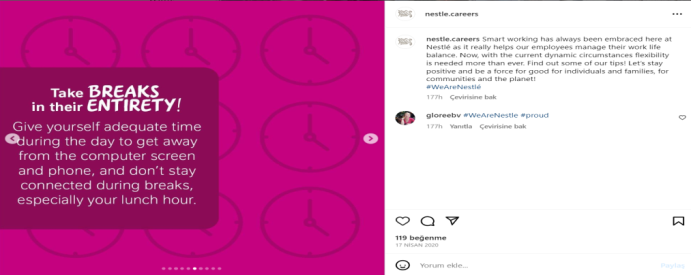 Take BREAKS
in their ENTIRETY!
Give yourself adequate time
during the day to get away
from the computer screen
and phone, and don't stay
connected during breaks,
especially your lunch hour.
nestle.careers
nestle.careers Smart working has always been embraced here at
Nestlé as it really helps our employees manage their work life
balance. Now, with the current dynamic circumstances flexibility
is needed more than ever. Find out some of our tips! Let's stay
positive and be a force for good for individuals and families, for
communities and the planet!
#WeAreNestlé
177h Çevirisine bak
gloreebv #WeAreNestle #proud
177h Yanıtla Çevirisine bak
119 beğenme
17 NISAN 2020
Yorum ekle...
Paylaş